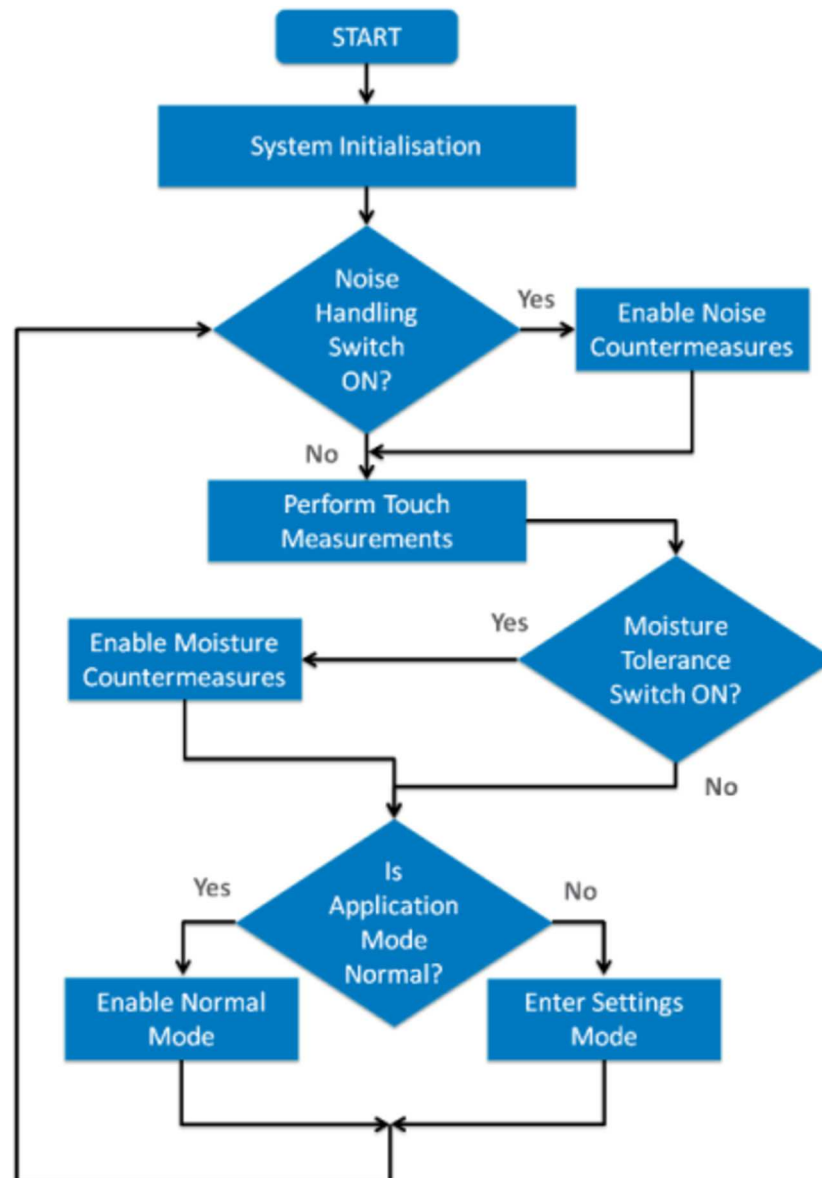 START
System Initialisation
Noise
Handling
Switch
ON?
Yes
Enable Noise
Countermeasures
No
Perform Touch
Measurements
Moisture
Tolerance
Switch ON?
Yes
Enable Moisture
Countermeasures
No
Is
Application
Mode
Normal?
Yes
No
Enable Normal
Mode
Enter Settings
Mode